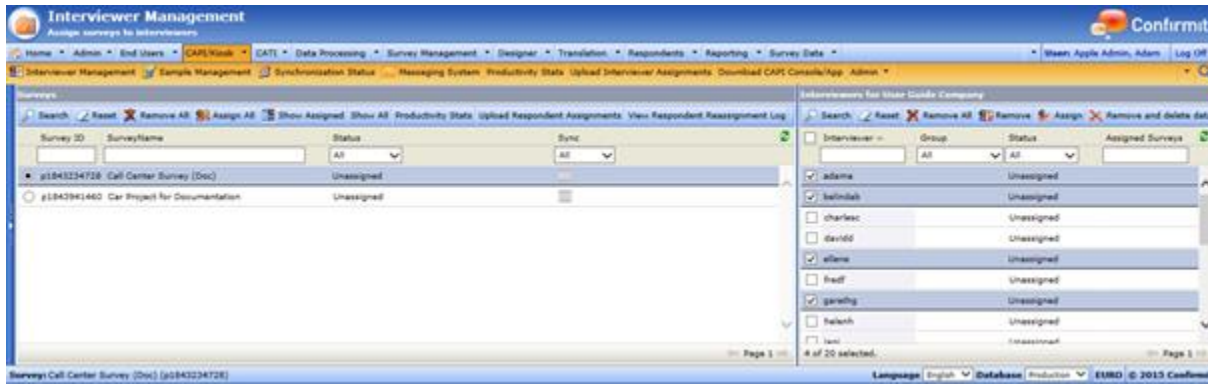 Interviewer Management
Assign surveys to interviewers
Confirmit
Home Admin End Users CAPI/Kiosk CATI Data Processing Survey Management Designer Translation Respondents Reporting Survey Data User: Apple Admin, Adam Log Off
Interviewer Management Sample Management Synchronization Status Messaging System Productivity Stats Upload Interviewer Assignments Download CAPI Console/App Admin
Surveys
Interviewers for User Guide Company
Search Reset Remove All Assign All Show Assigned Show All Productivity Stats Upload Respondent Assignments View Respondent Reassignment Log
Search Reset Remove All Remove Assign Remove and delete dat
Survey ID SurveyName Status Sync
All All
p1843234728 Call Center Survey (Doc) Unassigned
p1843941460 Car Project for Documentation Unassigned
Page 1
Interviewer Group Status Assigned Surveys
All All
adama Unassigned
belindab Unassigned
charlesc Unassigned
davidd Unassigned
ellene Unassigned
fredf Unassigned
garethg Unassigned
helenh Unassigned
Unassigned
4 of 20 selected. Page 1
Survey: Call Center Survey (Doc) (p1843234728)
Language English Database Production EURO © 2015 Confirmi